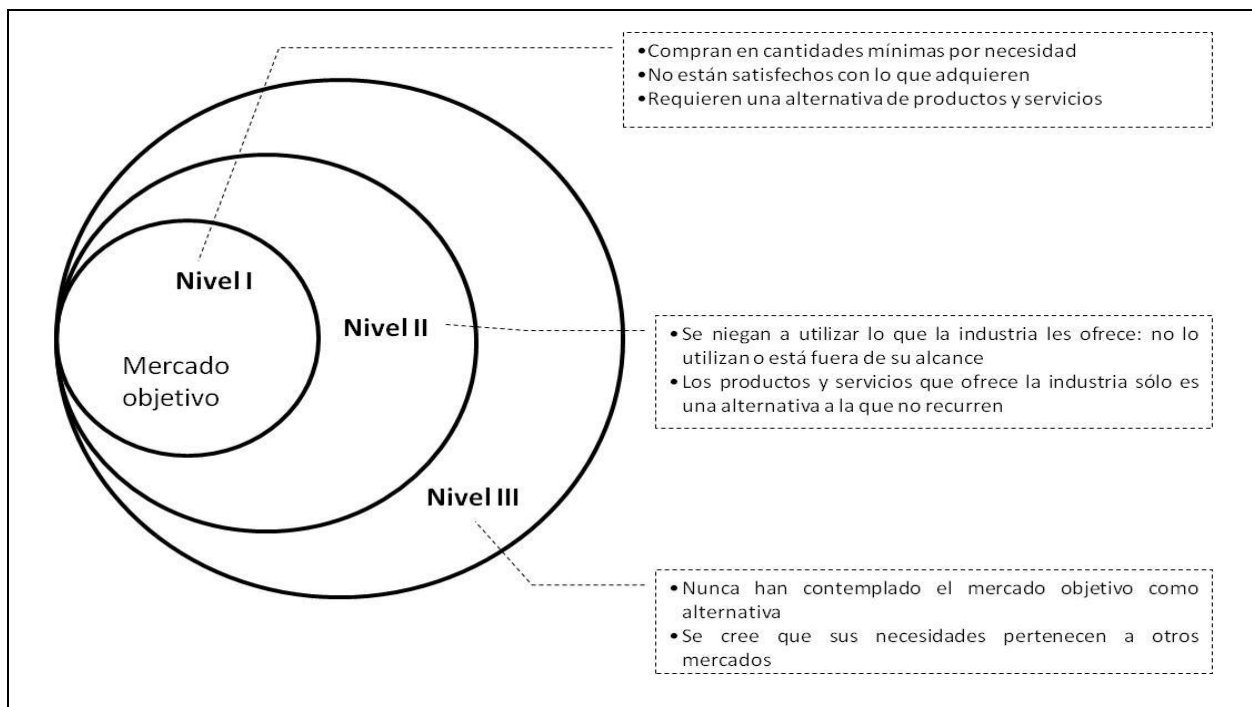 •Compran en cantidades mínimas por necesidad
•No están satisfechos con lo que adquieren
•Requieren una alternativa de productos y servicios
Nivel I
Mercado
objetivo
Nivel II
•Se niegan a utilizar lo que la industria les ofrece: no lo
utilizan o está fuera de su alcance
•Los productos y servicios que ofrece la industria sólo es
una alternativa a la que no recurren
Nivel III
•Nunca han contemplado el mercado objetivo como
alternativa
•Se cree que sus necesidades pertenecen a otros
mercados